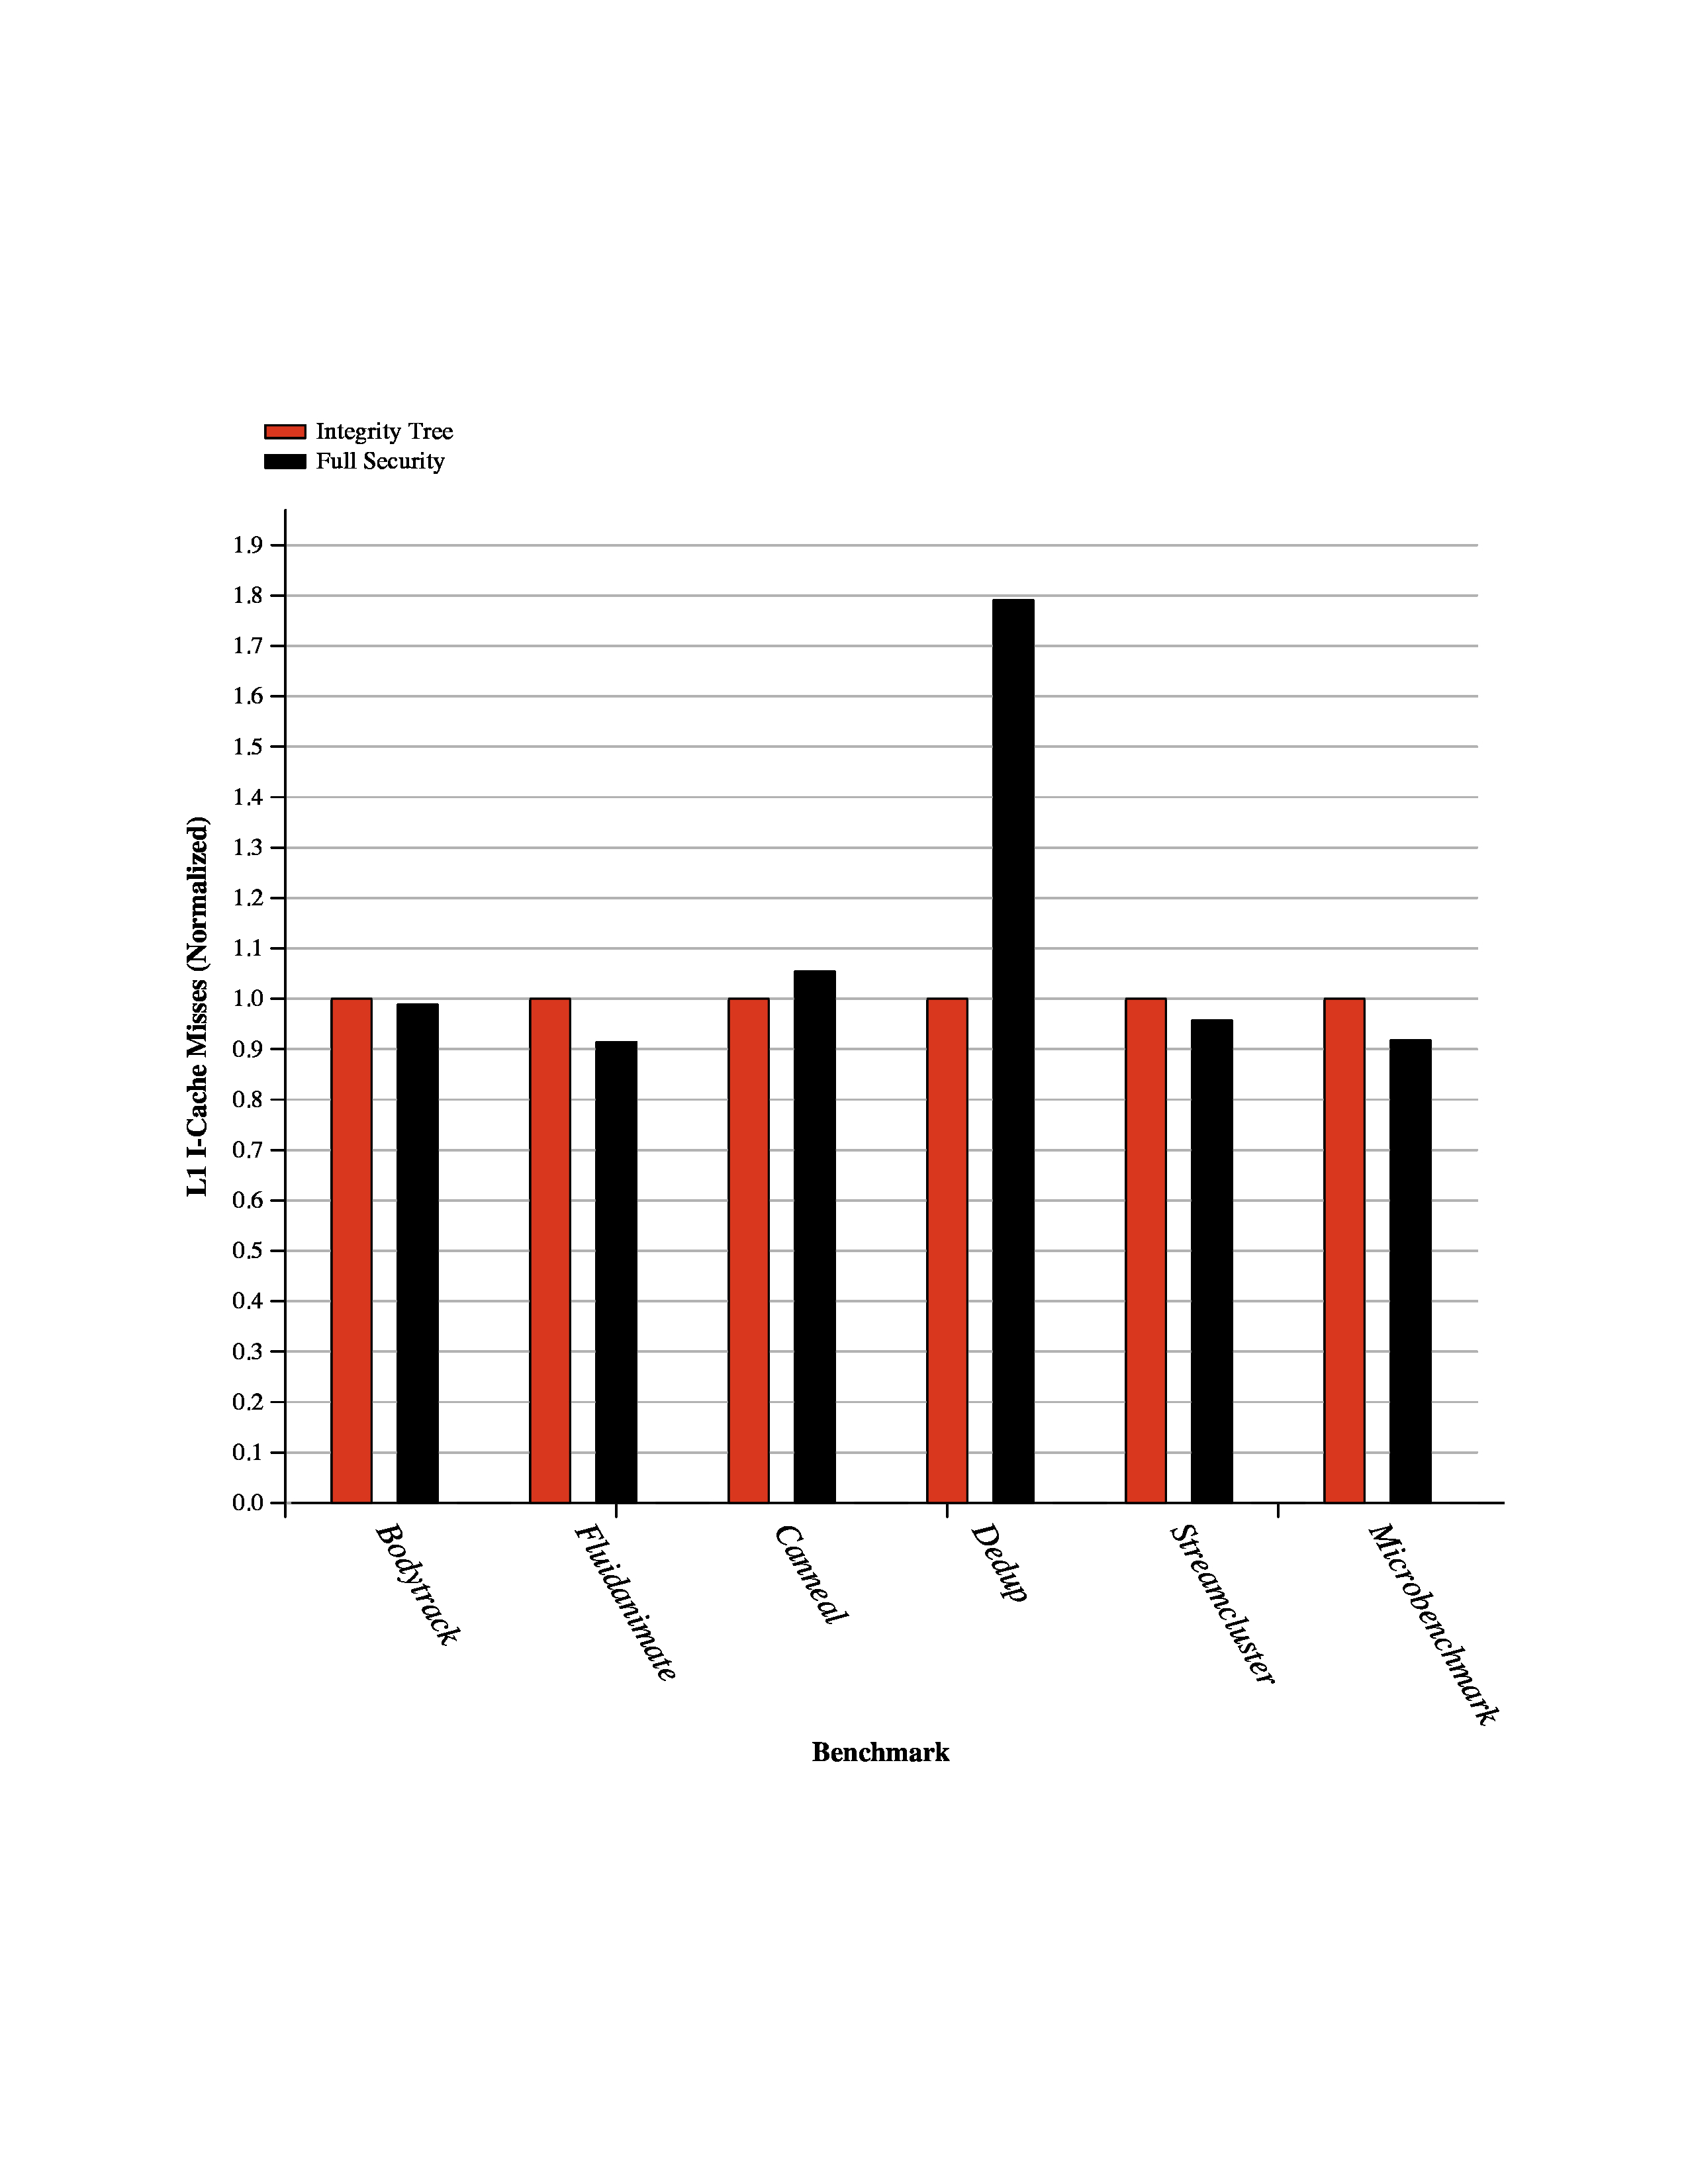 Integrity Tree
Full Security
1.9
1.8
1.7
1.6
1.5
1.4
1.3
1.2
1.1
1.0
0.9
0.8
0.7
0.6
0.5
0.4
0.3
0.2
0.1
0.0
L1 I-Cache Misses (Normalized)
Bodytrack
Fluidanimate
Canneal
Dedup
Streamcluster
Microbenchmark
Benchmark